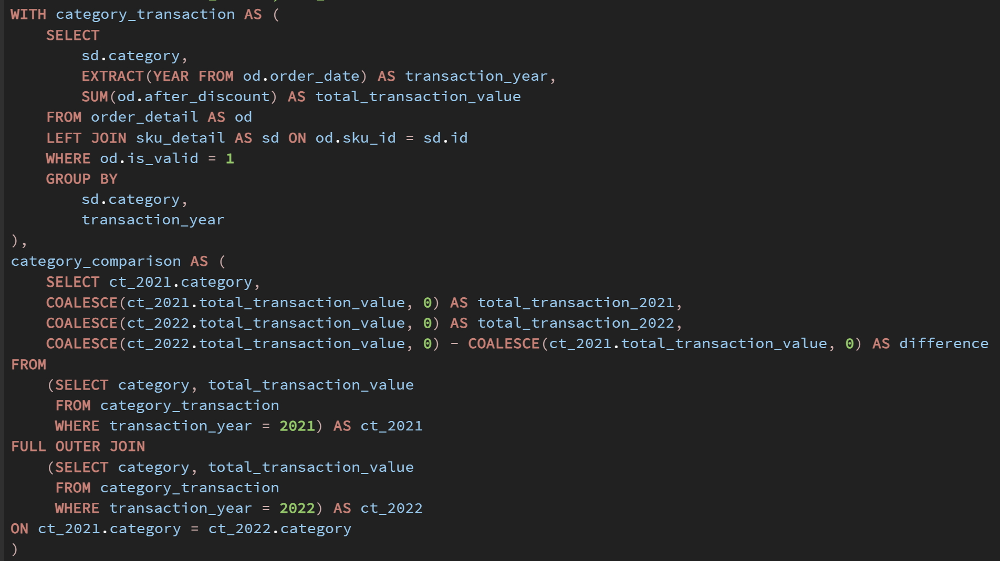 WITH category_transaction AS (
    SELECT
        sd.category,
        EXTRACT(YEAR FROM od.order_date) AS transaction_year,
        SUM(od.after_discount) AS total_transaction_value
    FROM order_detail AS od
    LEFT JOIN sku_detail AS sd ON od.sku_id = sd.id
    WHERE od.is_valid = 1
    GROUP BY
        sd.category,
        transaction_year
),
category_comparison AS (
    SELECT ct_2021.category,
    COALESCE(ct_2021.total_transaction_value, 0) AS total_transaction_2021,
    COALESCE(ct_2022.total_transaction_value, 0) AS total_transaction_2022,
    COALESCE(ct_2022.total_transaction_value, 0) - COALESCE(ct_2021.total_transaction_value, 0) AS difference
FROM
    (SELECT category, total_transaction_value
     FROM category_transaction
     WHERE transaction_year = 2021) AS ct_2021
FULL OUTER JOIN
    (SELECT category, total_transaction_value
     FROM category_transaction
     WHERE transaction_year = 2022) AS ct_2022
ON ct_2021.category = ct_2022.category
)